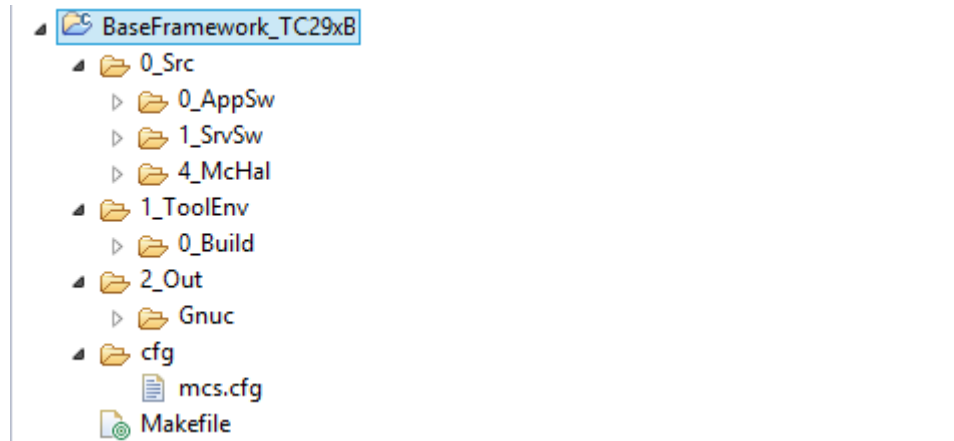 BaseFramework_TC29xB
0_Src
0_AppSw
1_SrvSw
4_McHal
1_ToolEnv
0_Build
2_Out
Gnuc
cfg
mcs.cfg
Makefile